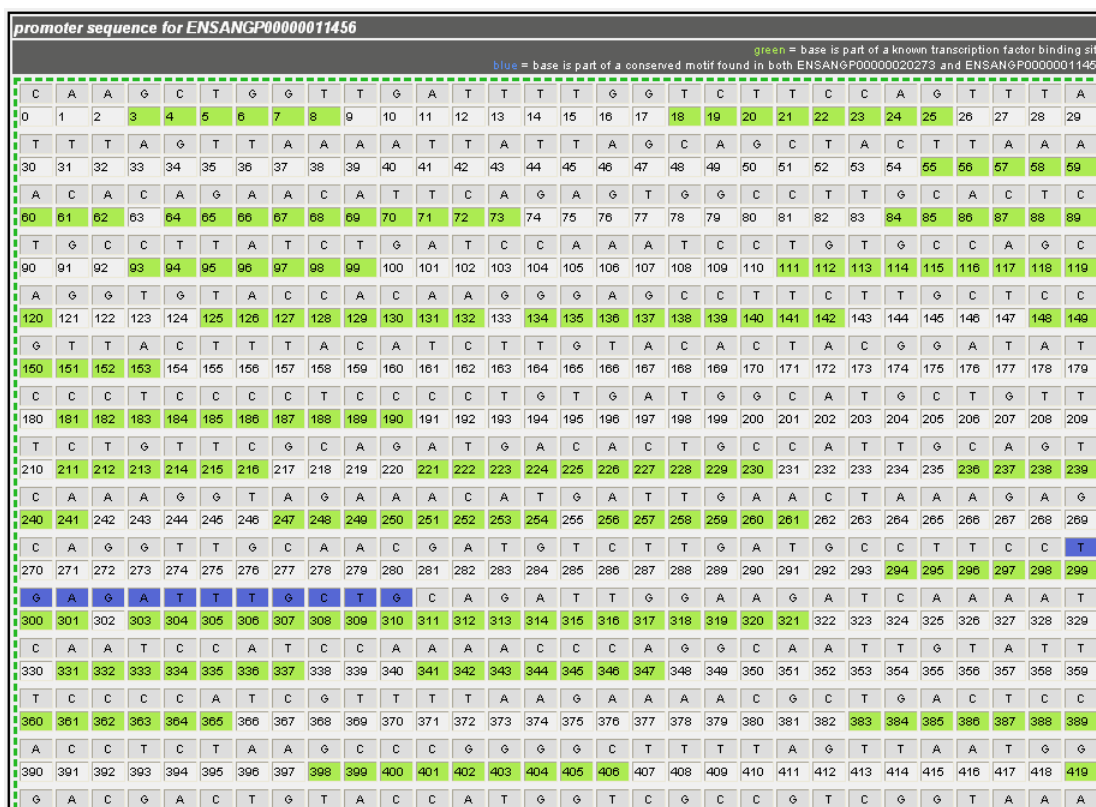 promoter sequence for ENSANGP00000011456
green = base is part of a known transcription factor binding sit
blue = base is part of a conserved motif found in both ENSANGP00000020273 and ENSANGP0000001145
C A A G C T G G T T G A T T T T G G T C T T C C A G T T T A
0 1 2 3 4 5 6 7 8 9 10 11 12 13 14 15 16 17 18 19 20 21 22 23 24 25 26 27 28 29
T T T A G T T A A A A T T A T T A G C A G C T A C T T A A A
30 31 32 33 34 35 36 37 38 39 40 41 42 43 44 45 46 47 48 49 50 51 52 53 54 55 56 57 58 59
A C A C A G A A C A T T C A G A G T G G C C T T G C A C T C
60 61 62 63 64 65 66 67 68 69 70 71 72 73 74 75 76 77 78 79 80 81 82 83 84 85 86 87 88 89
T G C C T T A T C T G A T C C A A A T C C T G T G C C A G C
90 91 92 93 94 95 96 97 98 99 100 101 102 103 104 105 106 107 108 109 110 111 112 113 114 115 116 117 118 119
A G G T G T A C C A C A A G G G A G C C T T C T T G C T C C
120 121 122 123 124 125 126 127 128 129 130 131 132 133 134 135 136 137 138 139 140 141 142 143 144 145 146 147 148 149
G T T A C T T T A C A T C T T G T A C A C T A C G G A T A T
150 151 152 153 154 155 156 157 158 159 160 161 162 163 164 165 166 167 168 169 170 171 172 173 174 175 176 177 178 179
C C C T C C C C T C C C C T G T G A T G G C A T G C T G T T
180 181 182 183 184 185 186 187 188 189 190 191 192 193 194 195 196 197 198 199 200 201 202 203 204 205 206 207 208 209
T C T G T T C G C A G A T G A C A C T G C C A T T G C A G T
210 211 212 213 214 215 216 217 218 219 220 221 222 223 224 225 226 227 228 229 230 231 232 233 234 235 236 237 238 239
C A A A G G T A G A A A C A T G A T T G A A C T A A A G A G
240 241 242 243 244 245 246 247 248 249 250 251 252 253 254 255 256 257 258 259 260 261 262 263 264 265 266 267 268 269
C A G G T T G C A A C G A T G T C T T G A T G C C T T C C T
270 271 272 273 274 275 276 277 278 279 280 281 282 283 284 285 286 287 288 289 290 291 292 293 294 295 296 297 298 299
G A G A T T T G C T G C A G A T T G G A A G A T C A A A A T
300 301 302 303 304 305 306 307 308 309 310 311 312 313 314 315 316 317 318 319 320 321 322 323 324 325 326 327 328 329
C A A T C C A T C C A A A A C C C A G G C A A T T G T A T T
330 331 332 333 334 335 336 337 338 339 340 341 342 343 344 345 346 347 348 349 350 351 352 353 354 355 356 357 358 359
T C C C C A T C G T T T T A A G A A A A C G C T G A C T C C
360 361 362 363 364 365 366 367 368 369 370 371 372 373 374 375 376 377 378 379 380 381 382 383 384 385 386 387 388 389
A C C T C T A A G C C C G G G G C T T T T A G T T A A T G G
390 391 392 393 394 395 396 397 398 399 400 401 402 403 404 405 406 407 408 409 410 411 412 413 414 415 416 417 418 419
G A C G A C T G T A C C A T G G T C G C C G T C G G T A A A